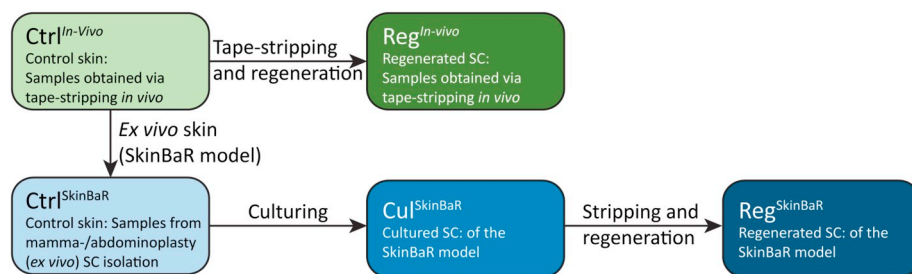 Ctrl^In-Vivo
Control skin:
Samples obtained via
tape-stripping in vivo
Tape-stripping
and regeneration
Reg^In-vivo
Regenerated SC:
Samples obtained via
tape-stripping in vivo
Ex vivo skin
(SkinBaR model)
Ctrl^SkinBaR
Control skin: Samples from
mamma-/abdominoplasty
(ex vivo) SC isolation
Culturing
Cul^SkinBaR
Cultured SC: of the
SkinBaR model
Stripping and
regeneration
Reg^SkinBaR
Regenerated SC: of the
SkinBaR model